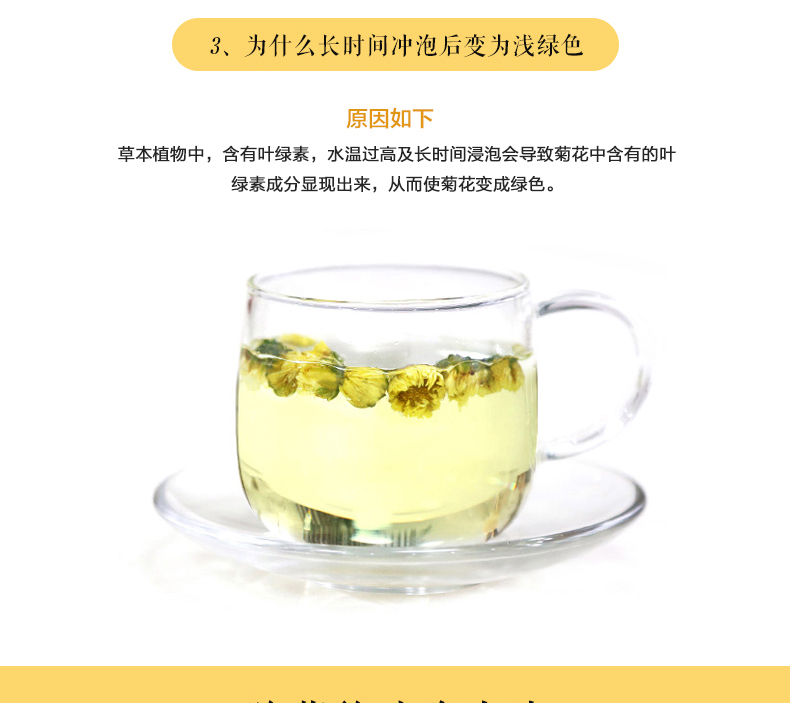 3、为什么长时间冲泡后变为浅绿色
原因如下
草本植物中，含有叶绿素，水温过高及长时间浸泡会导致菊花中含有的叶
绿素成分显现出来，从而使菊花变成绿色。